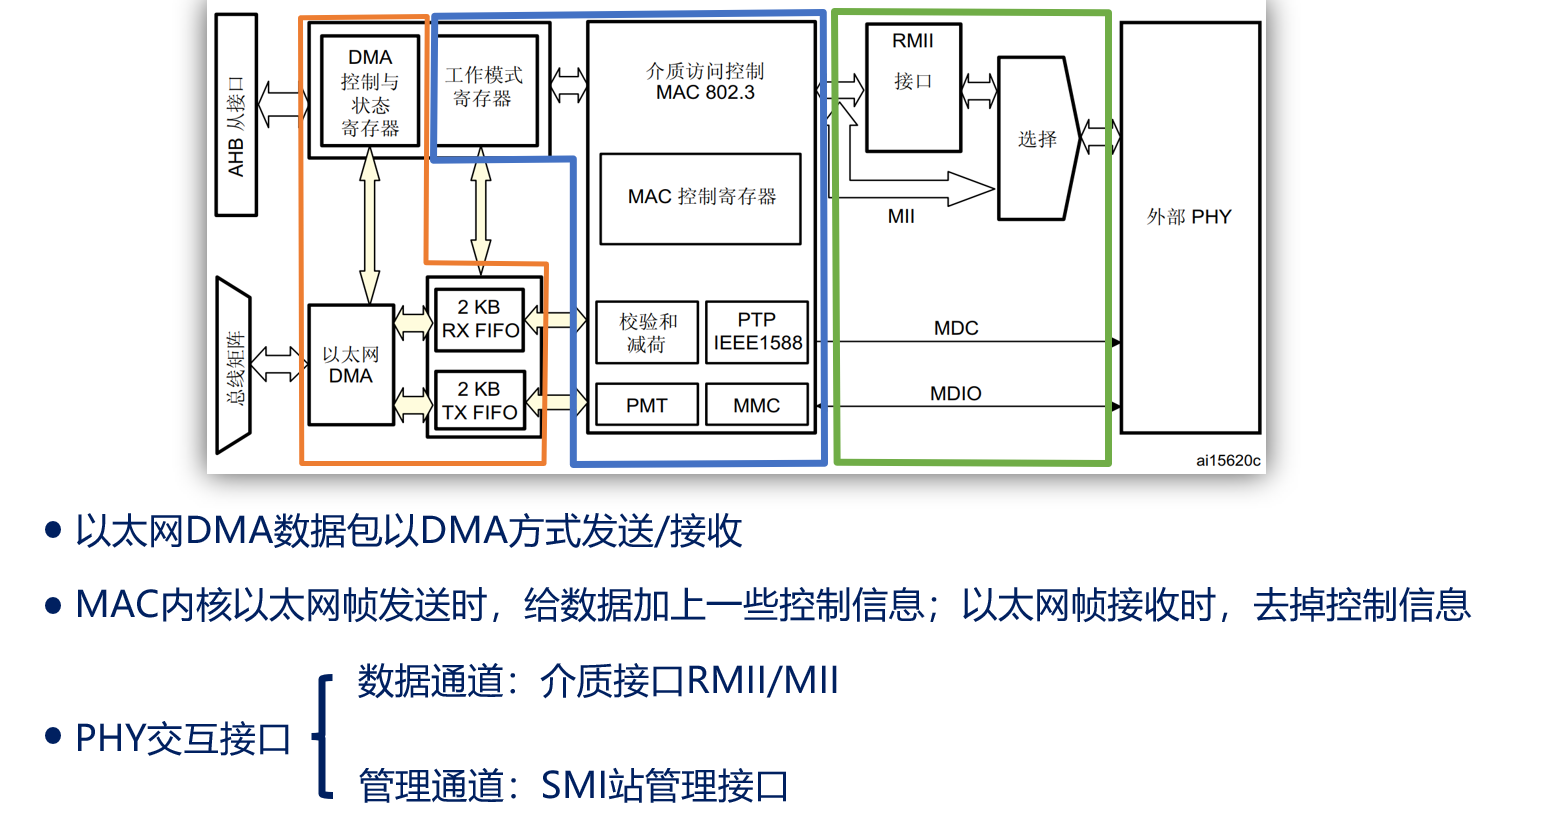 AHB 从接口
DMA
控制与
状态
寄存器
工作模式
寄存器
介质访问控制
MAC 802.3
MAC 控制寄存器
RMII
接口
选择
MII
外部 PHY
总线矩阵
以太网
DMA
2 KB
RX FIFO
2 KB
TX FIFO
校验和
减荷
PTP
IEEE1588
PMT
MMC
MDC
MDIO
ai15620c
● 以太网DMA数据包以DMA方式发送/接收
● MAC内核以太网帧发送时，给数据加上一些控制信息；以太网帧接收时，去掉控制信息
● PHY交互接口
数据通道：介质接口RMII/MII
管理通道：SMI站管理接口